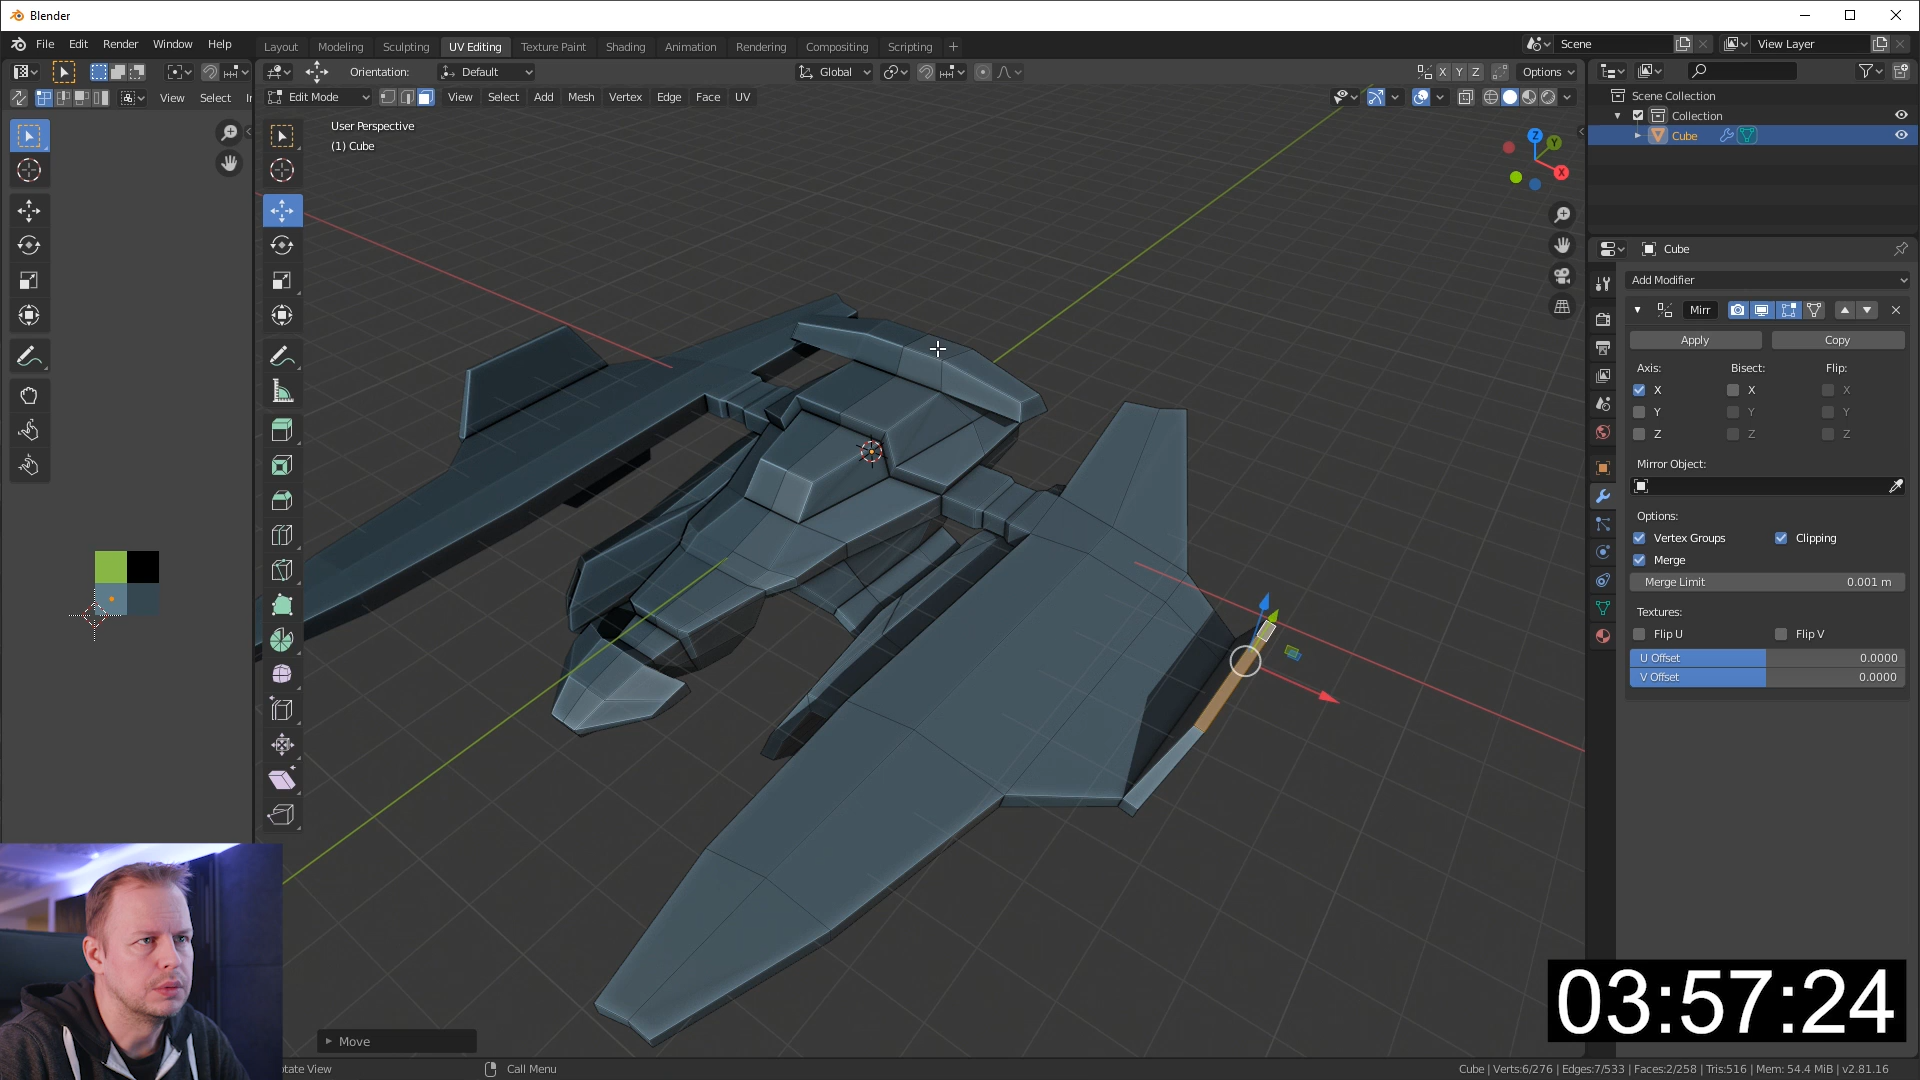 Blender
File Edit Render Window Help
Layout Modeling Sculpting UV Editing Texture Paint Shading Animation Rendering Compositing Scripting +
Scene
View Layer
Orientation: Default
Global
X Y Z
Options
View Select
Edit Mode
View Select Add Mesh Vertex Edge Face UV
User Perspective
(1) Cube
Z
Y
X
Scene Collection
Collection
Cube
Cube
Add Modifier
Mirr
Apply
Copy
Axis: Bisect: Flip:
X X X
Y Y Y
Z Z Z
Mirror Object:
Options:
Vertex Groups
Clipping
Merge
Merge Limit 0.001 m
Textures:
Flip U
Flip V
U Offset 0.0000
V Offset 0.0000
03:57:24
Move
tate View
Call Menu
Cube | Verts:6/276 | Edges:7/533 | Faces:2/258 | Tris:516 | Mem: 54.4 MiB | v2.81.16